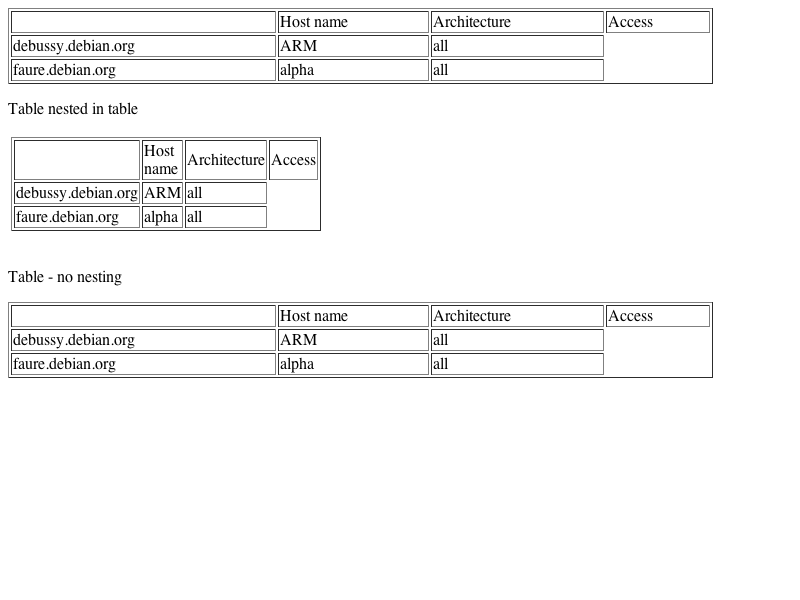 Host name Architecture Access
debussy.debian.org ARM all
faure.debian.org alpha all
Table nested in table
Host name Architecture Access
debussy.debian.org ARM all
faure.debian.org alpha all
Table - no nesting
Host name Architecture Access
debussy.debian.org ARM all
faure.debian.org alpha all